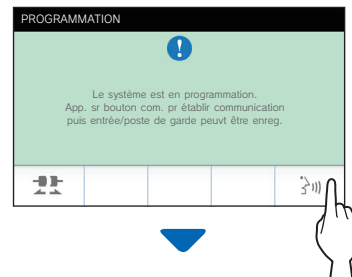 PROGRAMMATION
Le système est en programmation.
App. sr bouton com. pr établir communication
puis entrée/poste de garde peuvt être enreg.